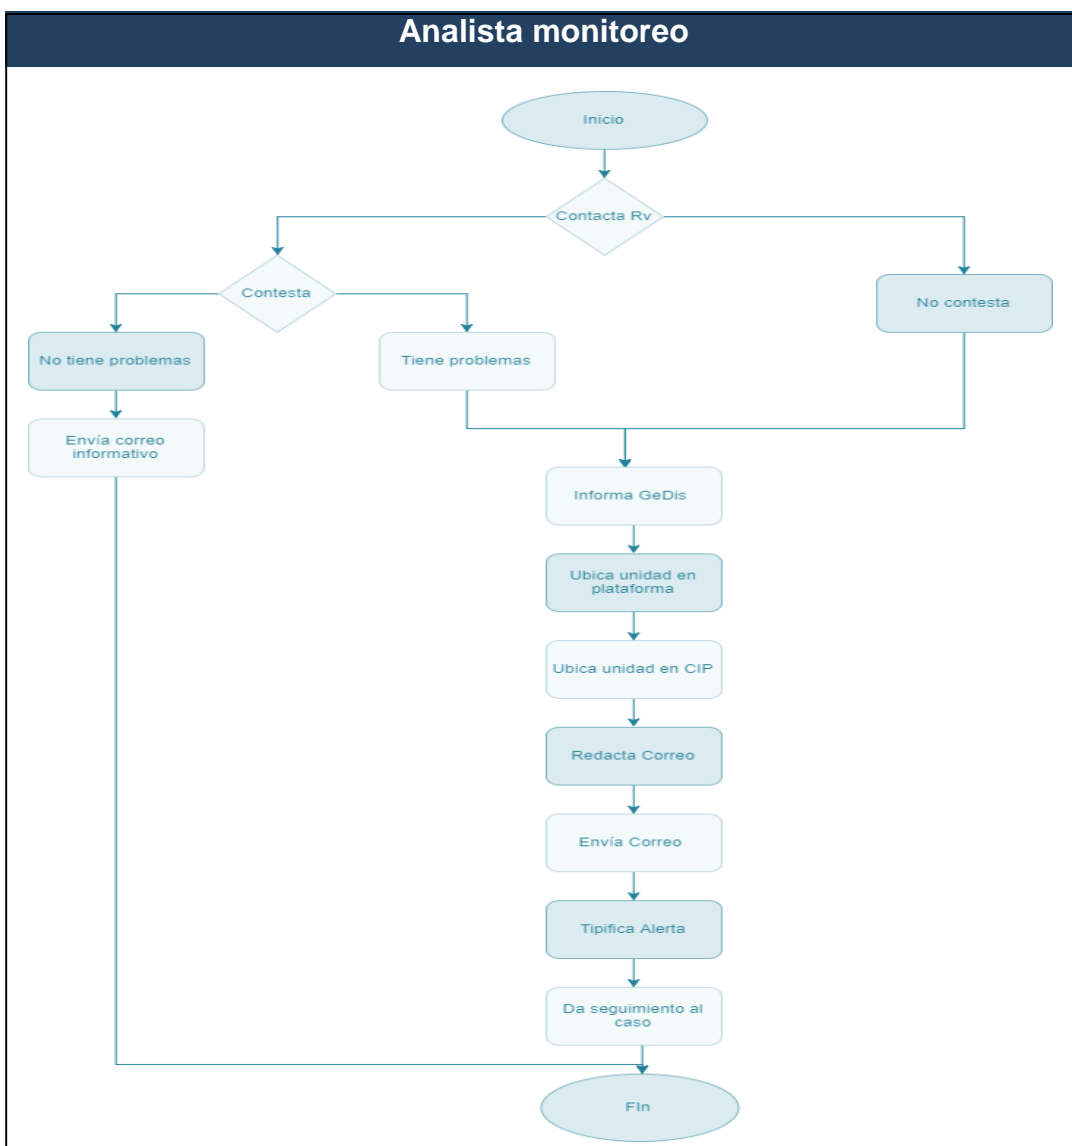 Analista monitoreo
Inicio
Contacta Rv
Contesta
No contesta
No tiene problemas
Tiene problemas
Envía correo
informativo
Informa GeDis
Ubica unidad en
plataforma
Ubica unidad en CIP
Redacta Correo
Envía Correo
Tipifica Alerta
Da seguimiento al
caso
FIn